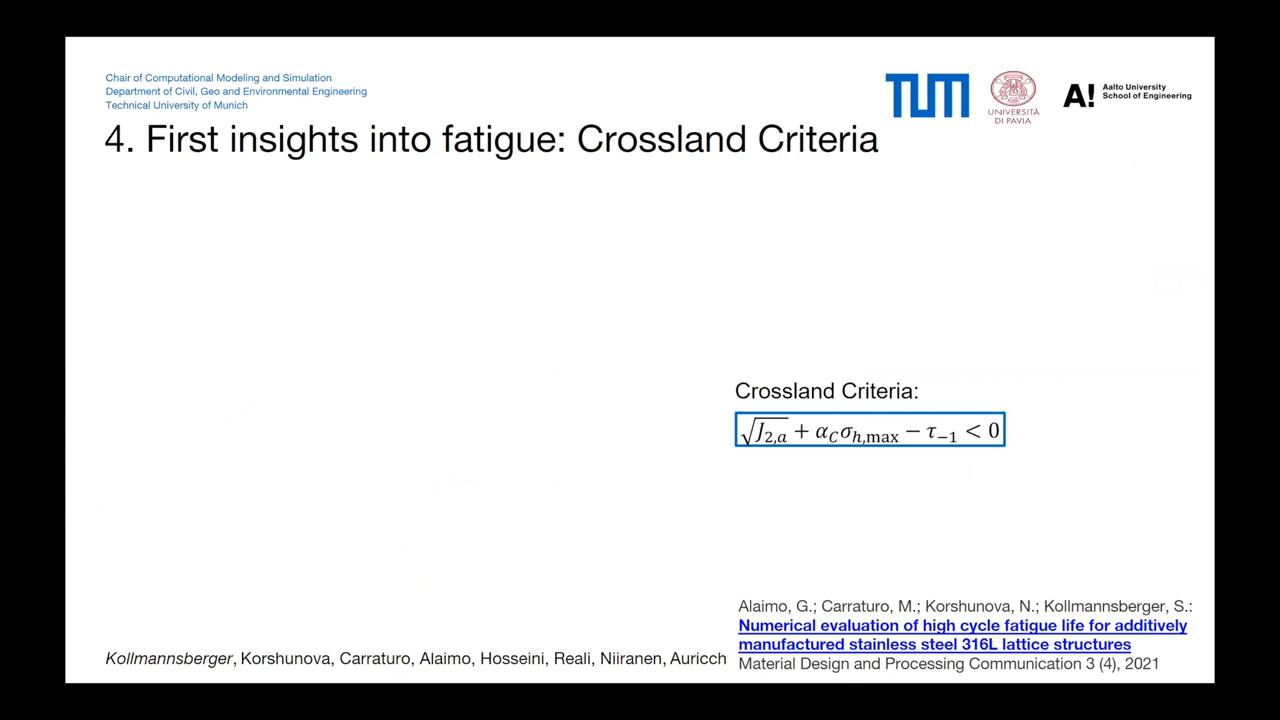 Chair of Computational Modeling and Simulation
Department of Civil, Geo and Environmental Engineering
Technical University of Munich
TUM
UNIVERSITÀ
DI PAVIA
A!
Aalto University
School of Engineering
4. First insights into fatigue: Crossland Criteria
Crossland Criteria:
√J₂,ₐ + α_C σ_h,max − τ₋₁ < 0
Alaimo, G.; Carraturo, M.; Korshunova, N.; Kollmannsberger, S.:
Numerical evaluation of high cycle fatigue life for additively
manufactured stainless steel 316L lattice structures
Material Design and Processing Communication 3 (4), 2021
Kollmannsberger, Korshunova, Carraturo, Alaimo, Hosseini, Reali, Niiranen, Auricch